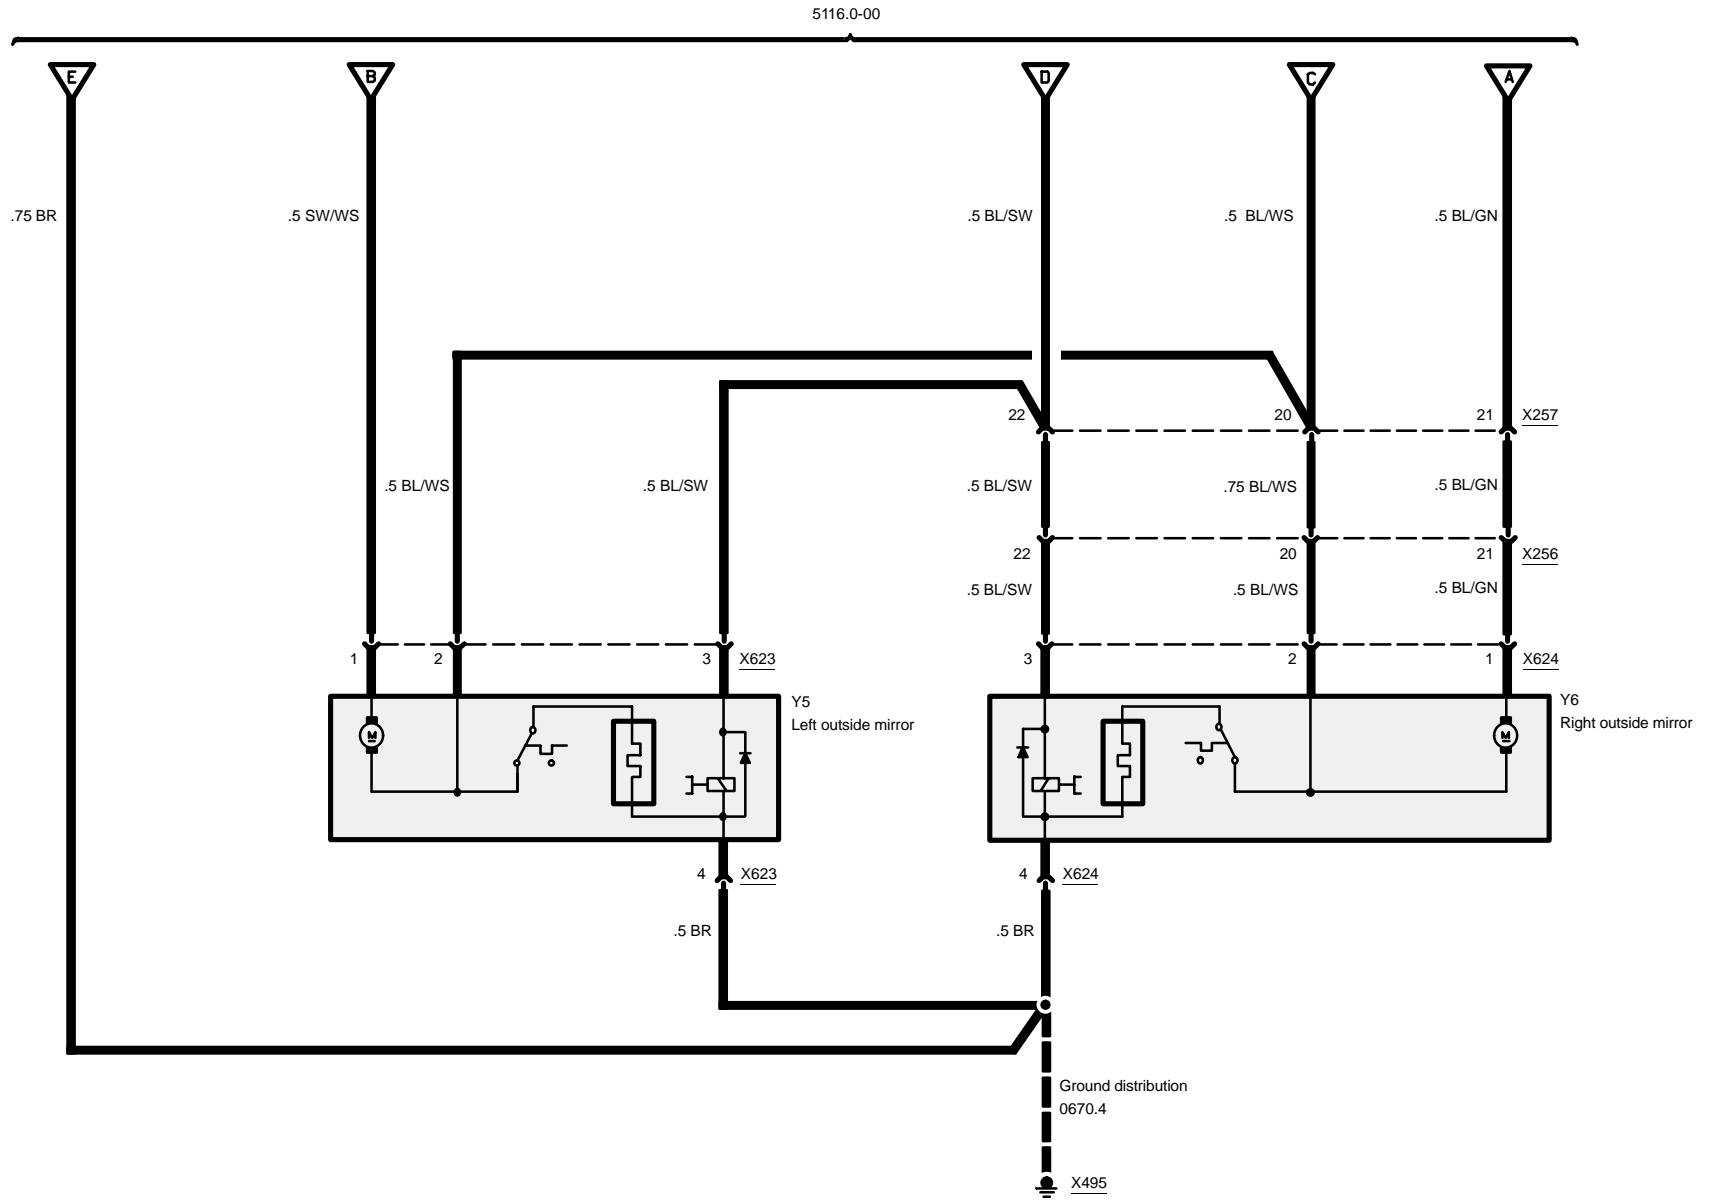 5116.0-00
E B D C A
.75 BR .5 SW/WS .5 BL/SW .5 BL/WS .5 BL/GN
22 20 21 X257
.5 BL/WS .5 BL/SW .5 BL/SW .75 BL/WS .5 BL/GN
22 20 21 X256
.5 BL/SW .5 BL/WS .5 BL/GN
1 2 3 X623 3 2 1 X624
Y5 Y6
Left outside mirror Right outside mirror
M M
4 X623 4 X624
.5 BR .5 BR
Ground distribution
0670.4
X495